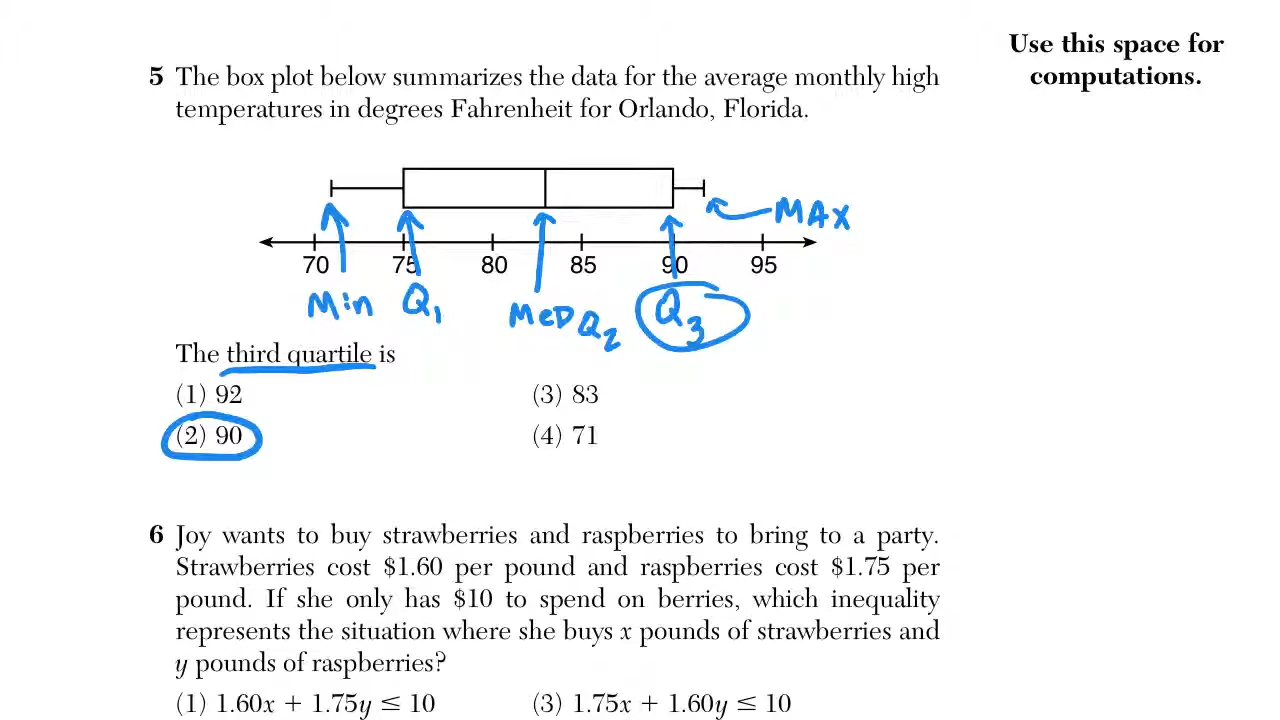 Use this space for
computations.
5 The box plot below summarizes the data for the average monthly high
temperatures in degrees Fahrenheit for Orlando, Florida.
MAX
70 75 80 85 90 95
Min Q1 MeD Q2 Q3
The third quartile is
(1) 92 (3) 83
(2) 90 (4) 71
6 Joy wants to buy strawberries and raspberries to bring to a party.
Strawberries cost $1.60 per pound and raspberries cost $1.75 per
pound. If she only has $10 to spend on berries, which inequality
represents the situation where she buys x pounds of strawberries and
y pounds of raspberries?
(1) 1.60x + 1.75y ≤ 10 (3) 1.75x + 1.60y ≤ 10